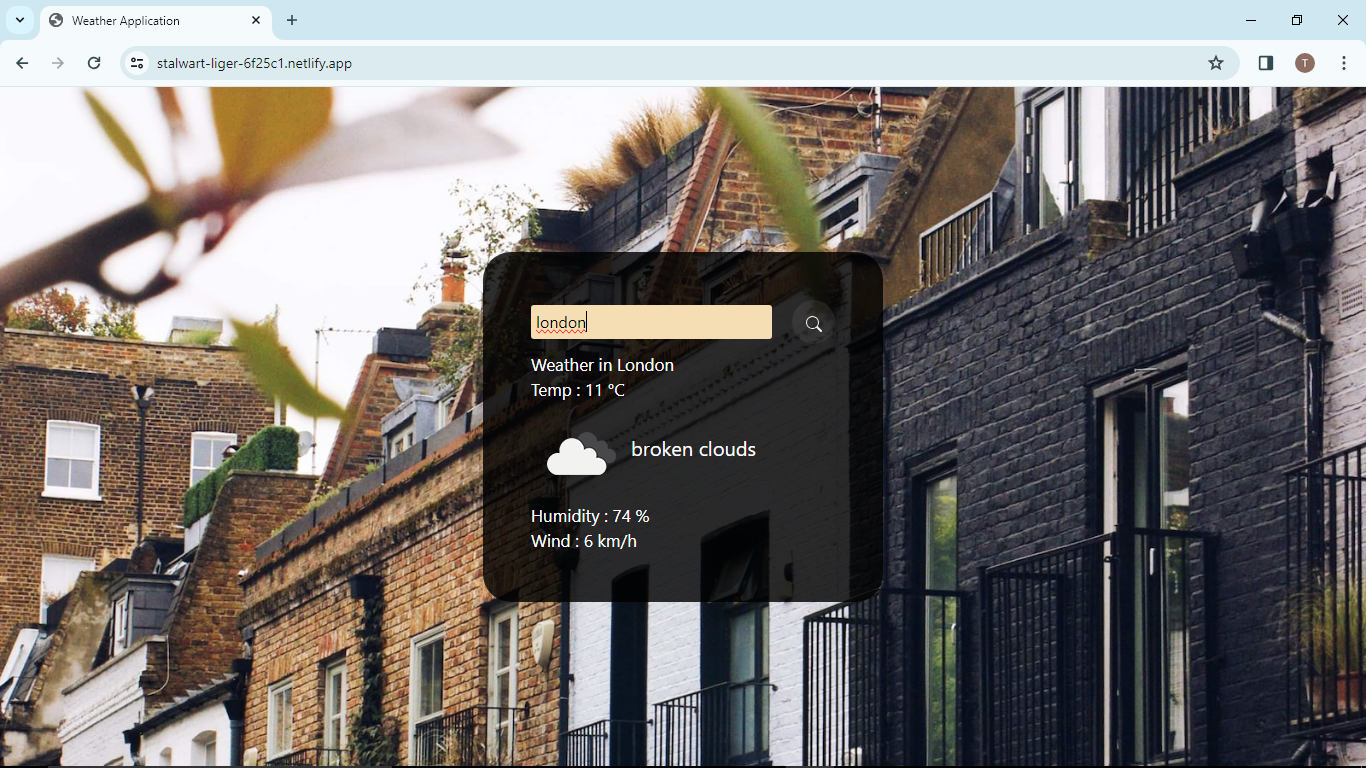 Weather Application
stalwart-liger-6f25c1.netlify.app
T
london
Weather in London
Temp : 11 °C
broken clouds
Humidity : 74 %
Wind : 6 km/h